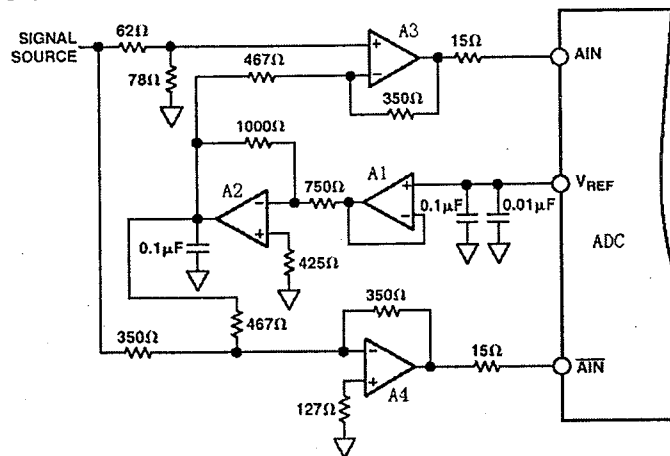 SIGNAL
SOURCE
62Ω
78Ω
467Ω
A3
350Ω
15Ω
AIN
1000Ω
A2
750Ω
A1
VREF
0.1μF
0.01μF
ADC
0.1μF
425Ω
467Ω
350Ω
350Ω
15Ω
AIN
127Ω
A4